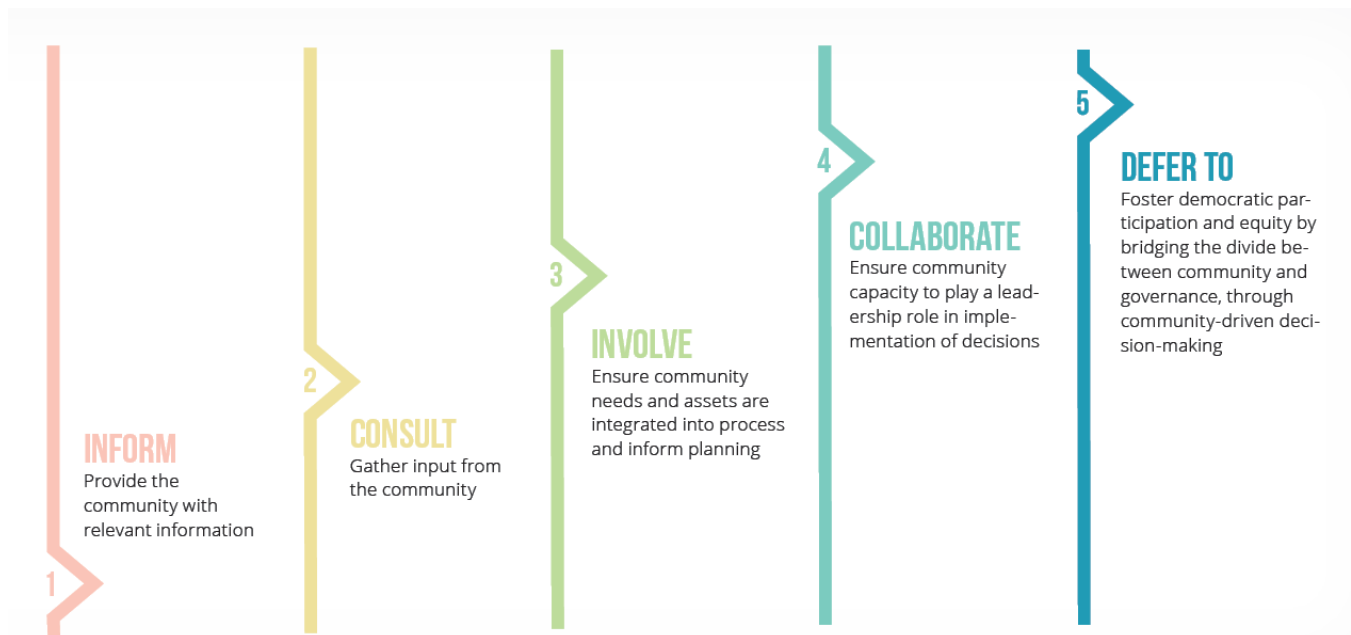 1
INFORM
Provide the
community with
relevant information
2
CONSULT
Gather input from
the community
3
INVOLVE
Ensure community
needs and assets are
integrated into process
and inform planning
4
COLLABORATE
Ensure community
capacity to play a lead-
ership role in imple-
mentation of decisions
5
DEFER TO
Foster democratic par-
ticipation and equity by
bridging the divide be-
tween community and
governance, through
community-driven deci-
sion-making